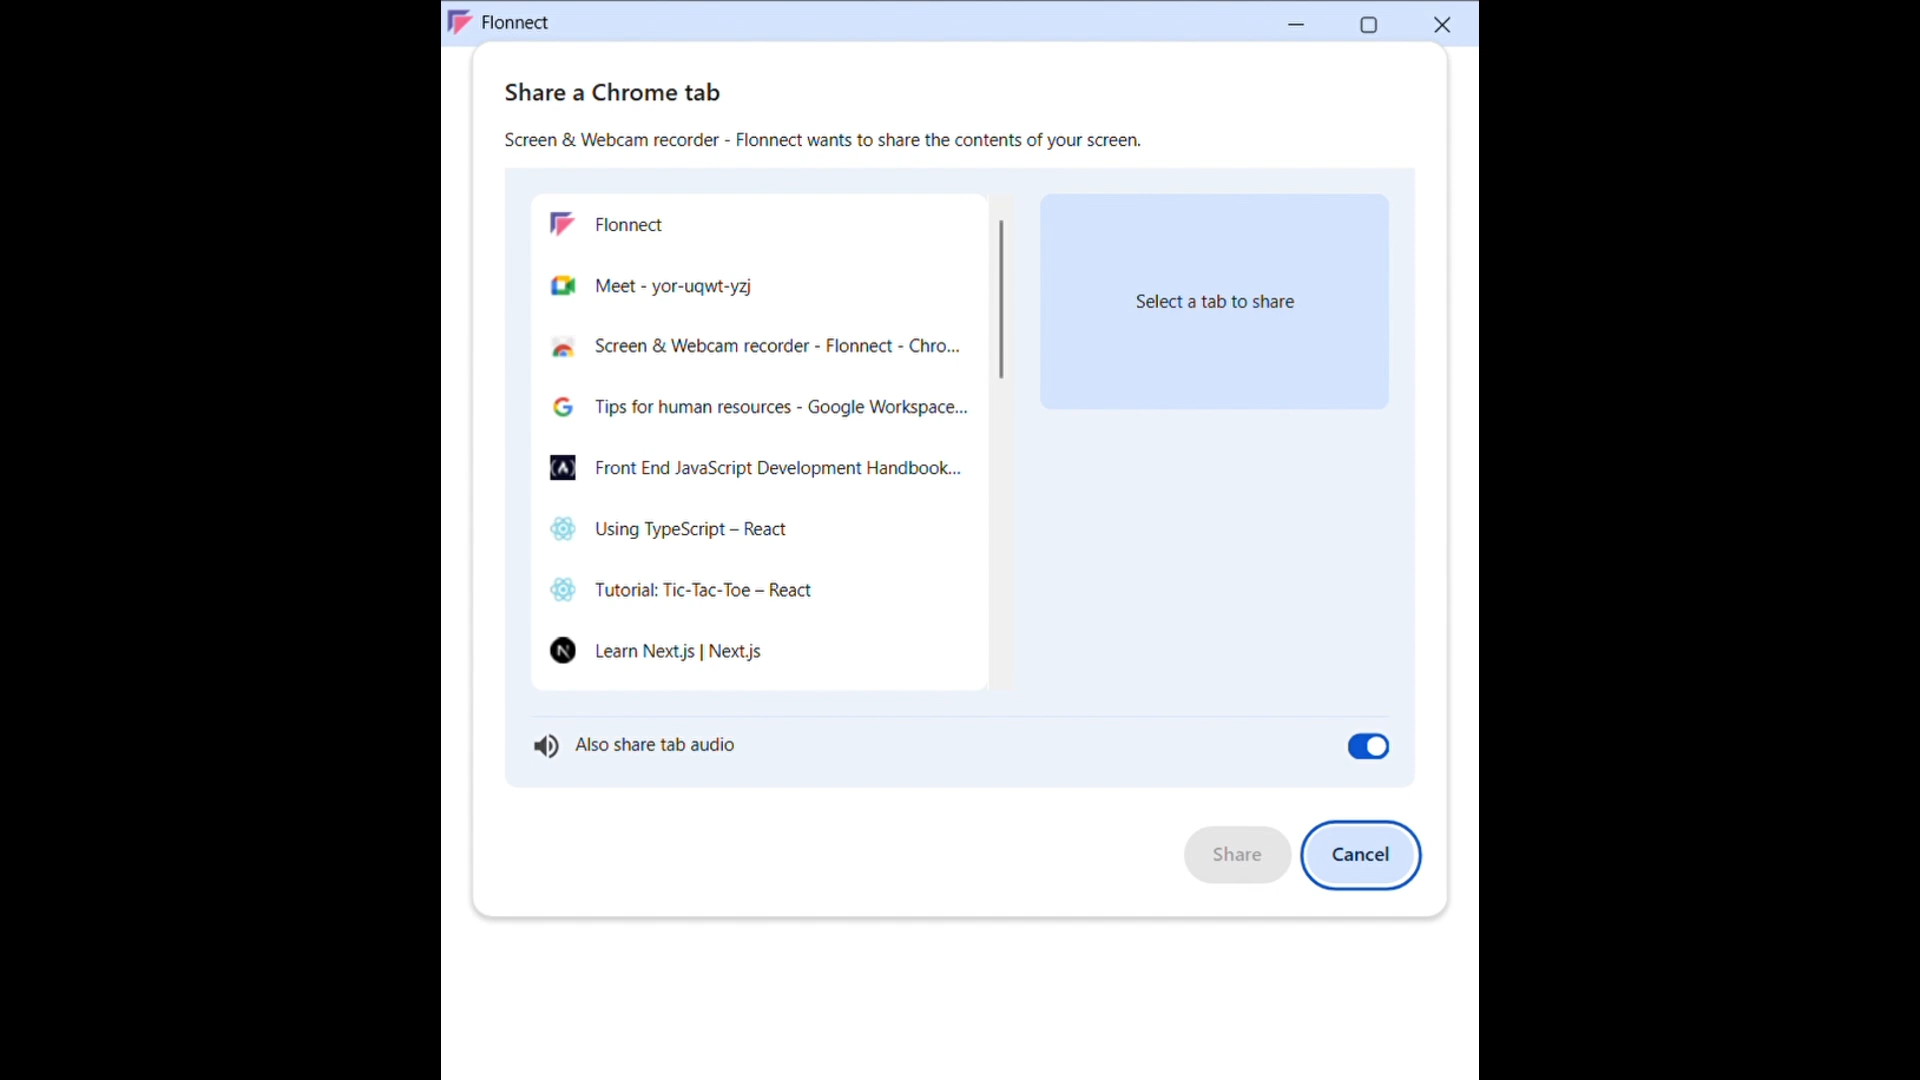 Flonnect
Share a Chrome tab
Screen & Webcam recorder - Flonnect wants to share the contents of your screen.
Flonnect
Meet - yor-uqwt-yzj
Screen & Webcam recorder - Flonnect - Chro...
Tips for human resources - Google Workspace...
Front End JavaScript Development Handbook...
Using TypeScript – React
Tutorial: Tic-Tac-Toe – React
Learn Next.js | Next.js
Select a tab to share
Also share tab audio
Share
Cancel